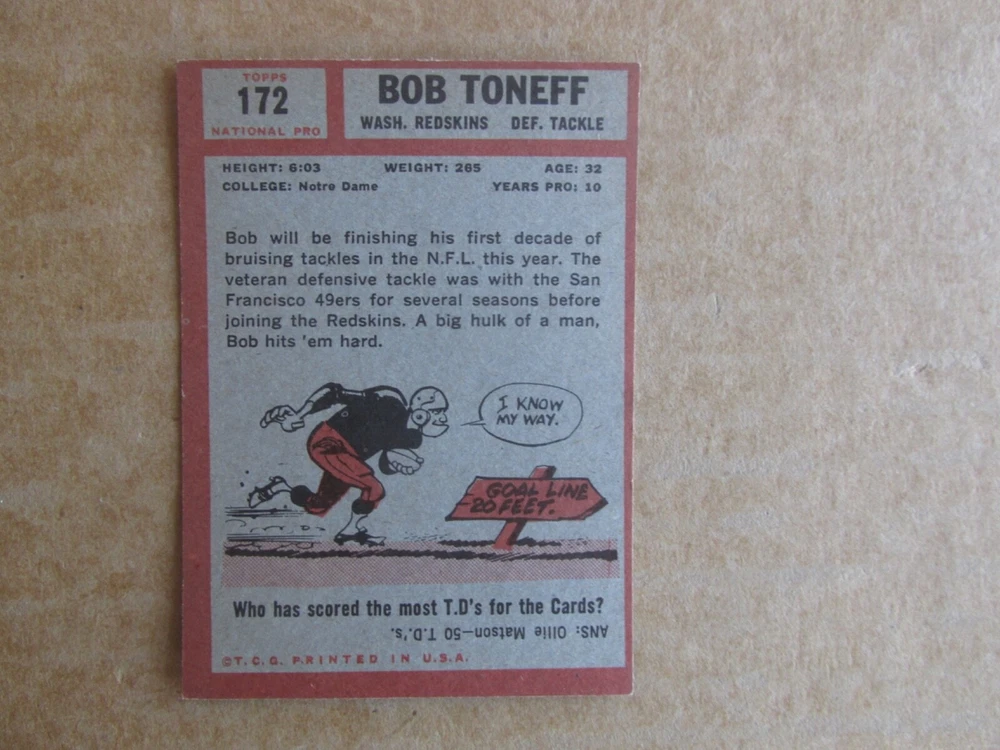 TOPPS
172
NATIONAL PRO
BOB TONEFF
WASH. REDSKINS DEF. TACKLE
HEIGHT: 6:03 WEIGHT: 265 AGE: 32
COLLEGE: Notre Dame YEARS PRO: 10
Bob will be finishing his first decade of
bruising tackles in the N.F.L. this year. The
veteran defensive tackle was with the San
Francisco 49ers for several seasons before
joining the Redskins. A big hulk of a man,
Bob hits 'em hard.
I KNOW
MY WAY.
GOAL LINE
20 FEET.
Who has scored the most T.D's for the Cards?
ANS: Ollie Matson—50 T.D.'s.
©T.C.G. PRINTED IN U.S.A.